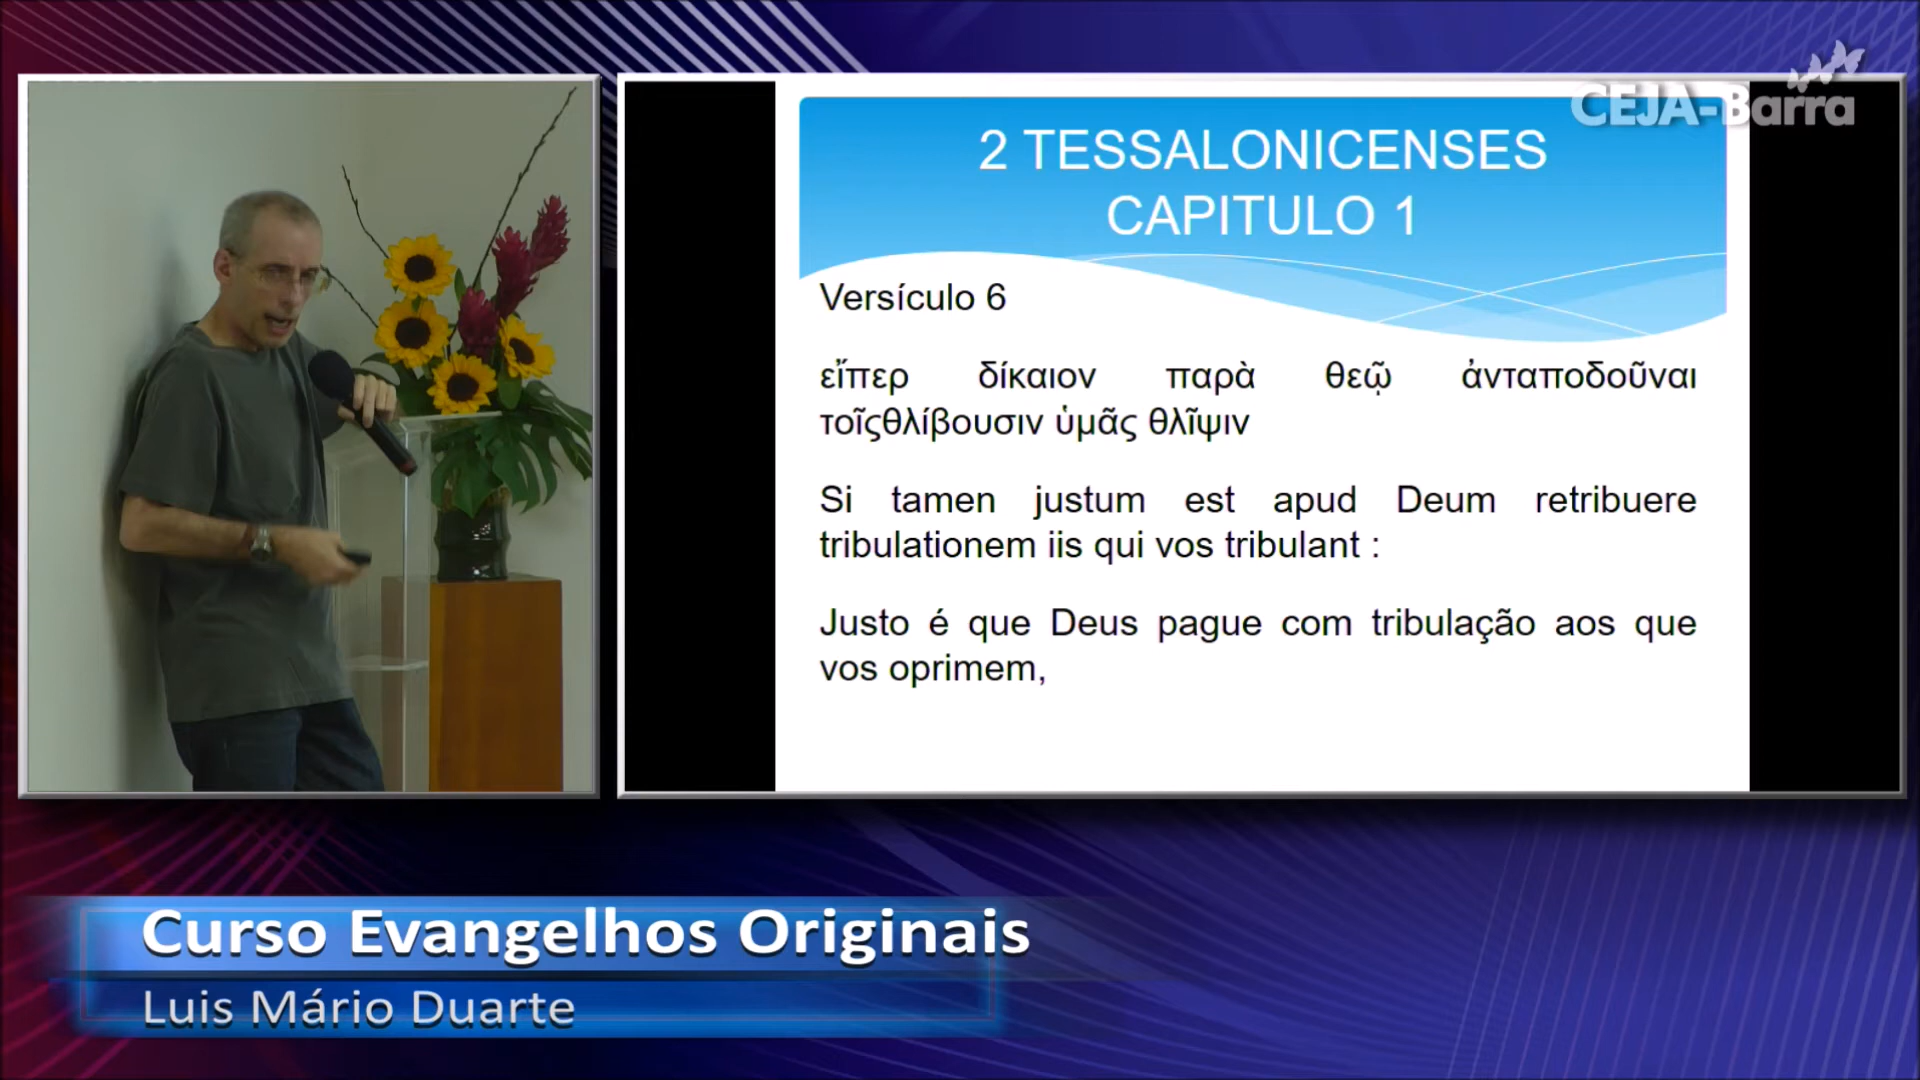 CEJA-Barra
2 TESSALONICENSES
CAPITULO 1
Versículo 6
εἴπερ δίκαιον παρὰ θεῷ ἀνταποδοῦναι
τοῖςθλίβουσιν ὑμᾶς θλῖψιν
Si tamen justum est apud Deum retribuere
tribulationem iis qui vos tribulant :
Justo é que Deus pague com tribulação aos que
vos oprimem,
Curso Evangelhos Originais
Luis Mário Duarte